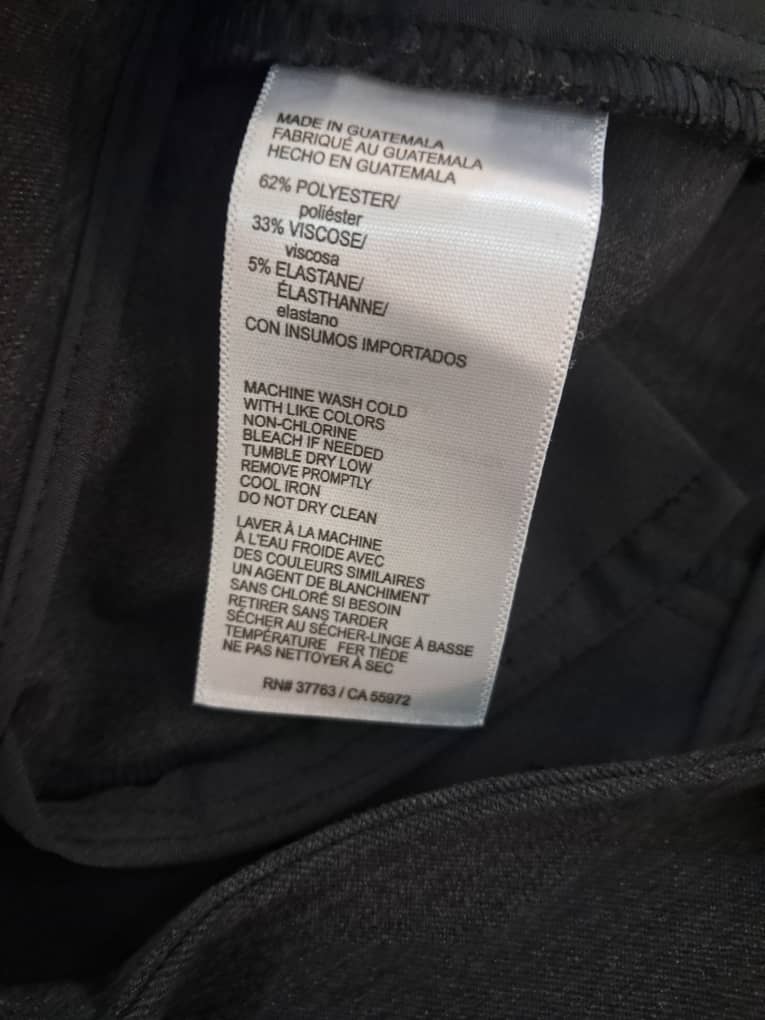 MADE IN GUATEMALA
FABRIQUÉ AU GUATEMALA
HECHO EN GUATEMALA
62% POLYESTER/
poliéster
33% VISCOSE/
viscosa
5% ELASTANE/
ÉLASTHANNE/
elastano
CON INSUMOS IMPORTADOS
MACHINE WASH COLD
WITH LIKE COLORS
NON-CHLORINE
BLEACH IF NEEDED
TUMBLE DRY LOW
REMOVE PROMPTLY
COOL IRON
DO NOT DRY CLEAN
LAVER À LA MACHINE
À L'EAU FROIDE AVEC
DES COULEURS SIMILAIRES
UN AGENT DE BLANCHIMENT
SANS CHLORÉ SI BESOIN
RETIRER SANS TARDER
SÉCHER AU SÉCHER-LINGE À BASSE
TEMPÉRATURE FER TIÈDE
NE PAS NETTOYER À SEC
RN# 37763 / CA 55972